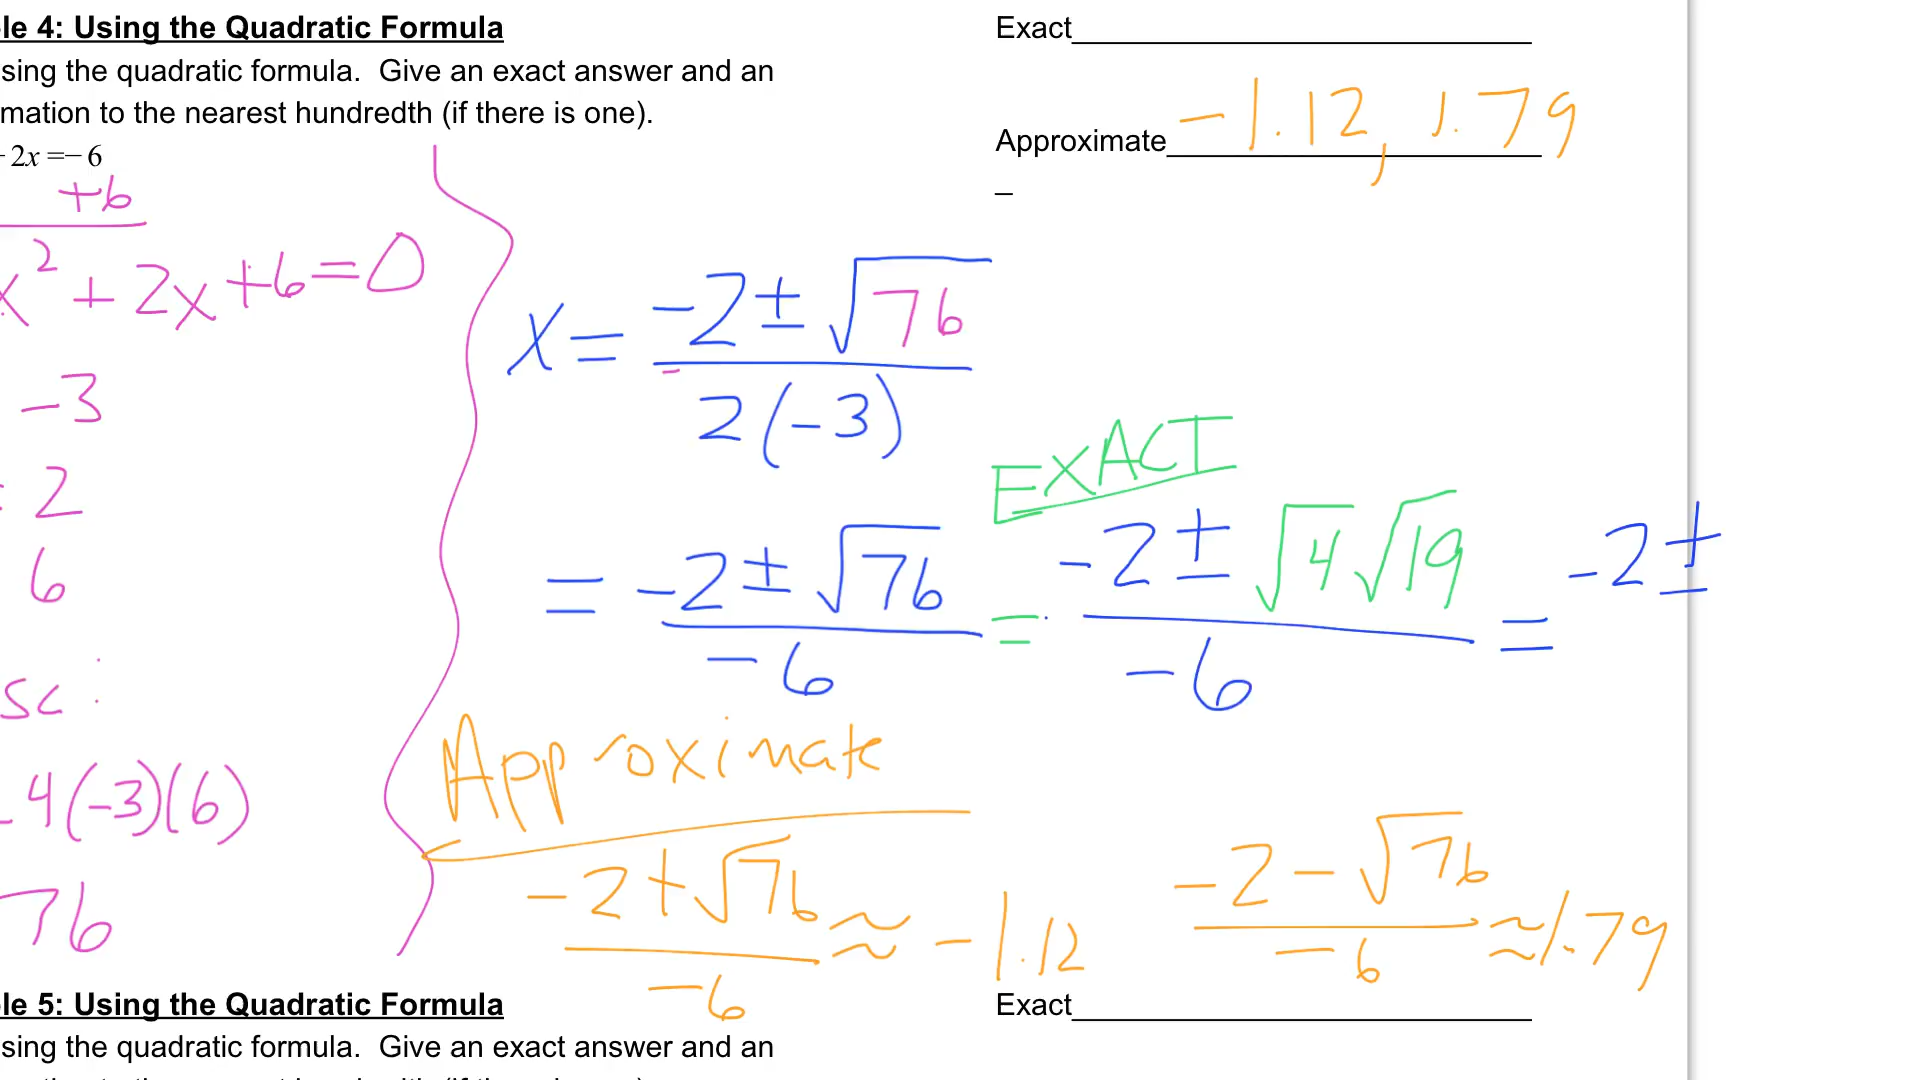 le 4: Using the Quadratic Formula
sing the quadratic formula. Give an exact answer and an
mation to the nearest hundredth (if there is one).
- 2x =− 6
+6
x² + 2x +6=0
-3
= 2
6
sc:
-4(-3)(6)
76
Exact
Approximate -1.12, 1.79
x = (-2 ± √76) / (2(-3))
EXACT
= (-2 ± √76) / -6 = (-2 ± √4√19) / -6 = -2 ±
Approximate
(-2 + √76) / -6 ≈ -1.12
(-2 - √76) / -6 ≈ 1.79
le 5: Using the Quadratic Formula
sing the quadratic formula. Give an exact answer and an
Exact